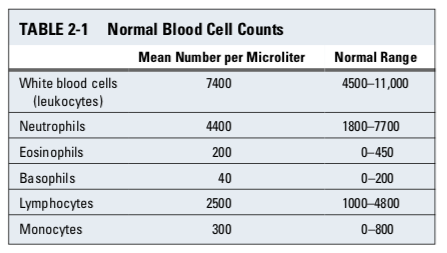 TABLE 2-1 Normal Blood Cell Counts
Mean Number per Microliter Normal Range
White blood cells 7400 4500–11,000
(leukocytes)
Neutrophils 4400 1800–7700
Eosinophils 200 0–450
Basophils 40 0–200
Lymphocytes 2500 1000–4800
Monocytes 300 0–800